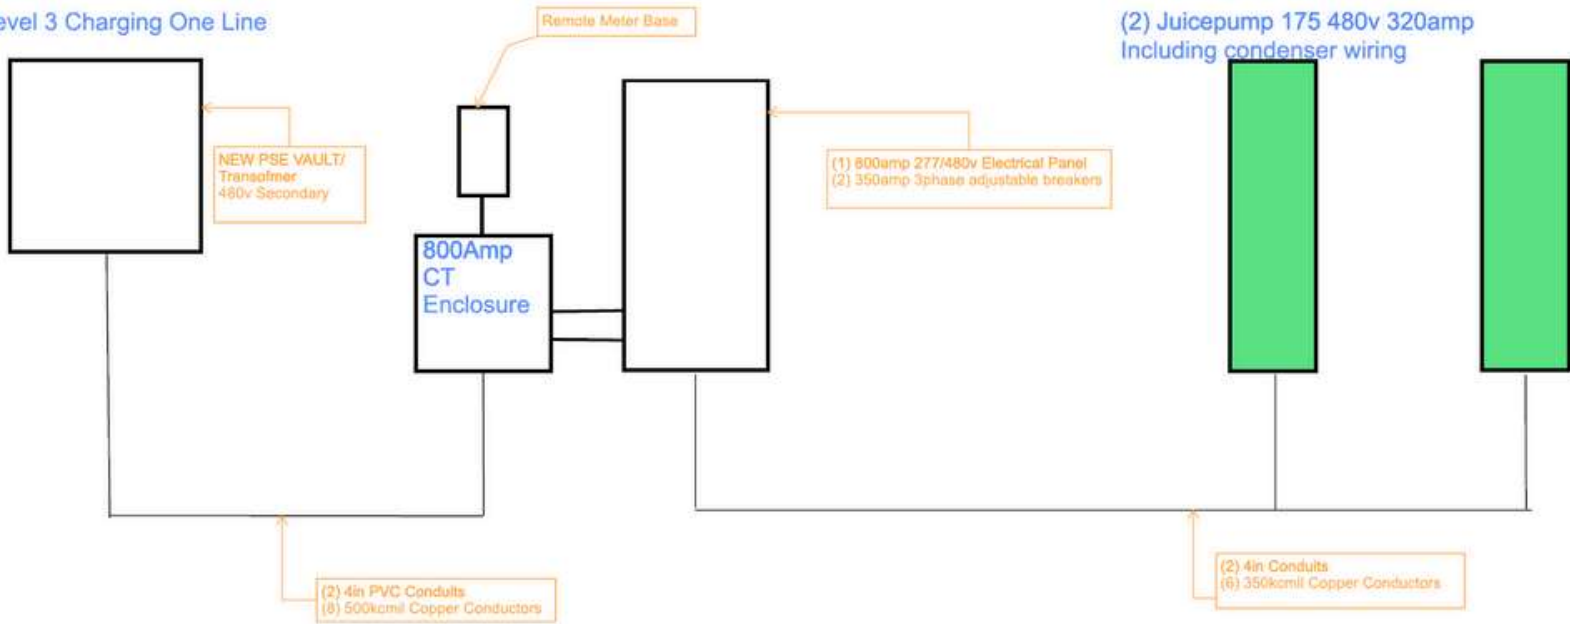 evel 3 Charging One Line
Remote Meter Base
(2) Juicepump 175 480v 320amp
Including condenser wiring
NEW PSE VAULT/
Transofmer
480v Secondary
(1) 800amp 277/480v Electrical Panel
(2) 350amp 3phase adjustable breakers
800Amp
CT
Enclosure
(2) 4in PVC Conduits
(8) 500kcmil Copper Conductors
(2) 4in Conduits
(6) 350kcmil Copper Conductors